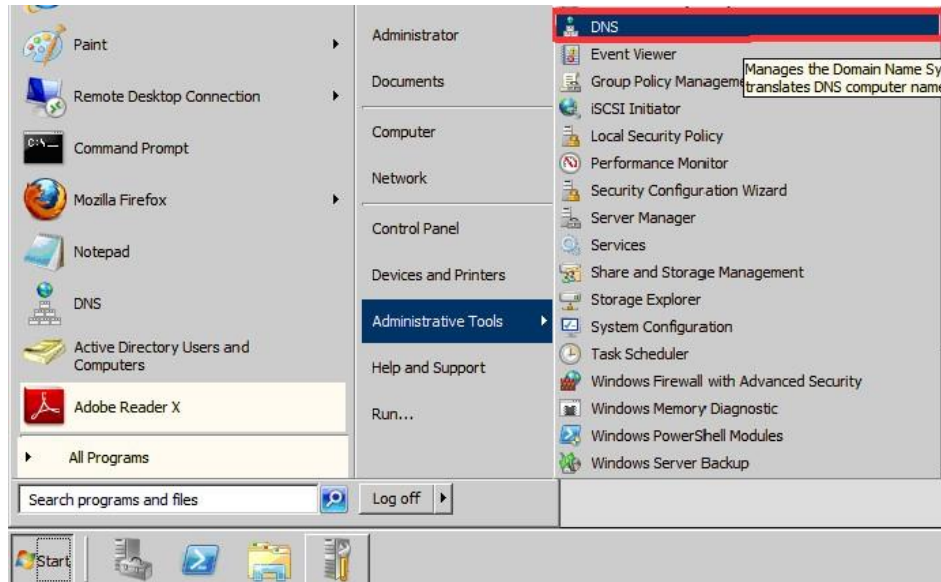 Paint
Remote Desktop Connection
C:\
Command Prompt
Mozilla Firefox
Notepad
DNS
Active Directory Users and
Computers
Adobe Reader X
All Programs
Search programs and files
Administrator
Documents
Computer
Network
Control Panel
Devices and Printers
Administrative Tools
Help and Support
Run...
Log off
DNS
Event Viewer
Group Policy Manageme
Manages the Domain Name Sy
translates DNS computer name
iSCSI Initiator
Local Security Policy
Performance Monitor
Security Configuration Wizard
Server Manager
Services
Share and Storage Management
Storage Explorer
System Configuration
Task Scheduler
Windows Firewall with Advanced Security
Windows Memory Diagnostic
Windows PowerShell Modules
Windows Server Backup
Start